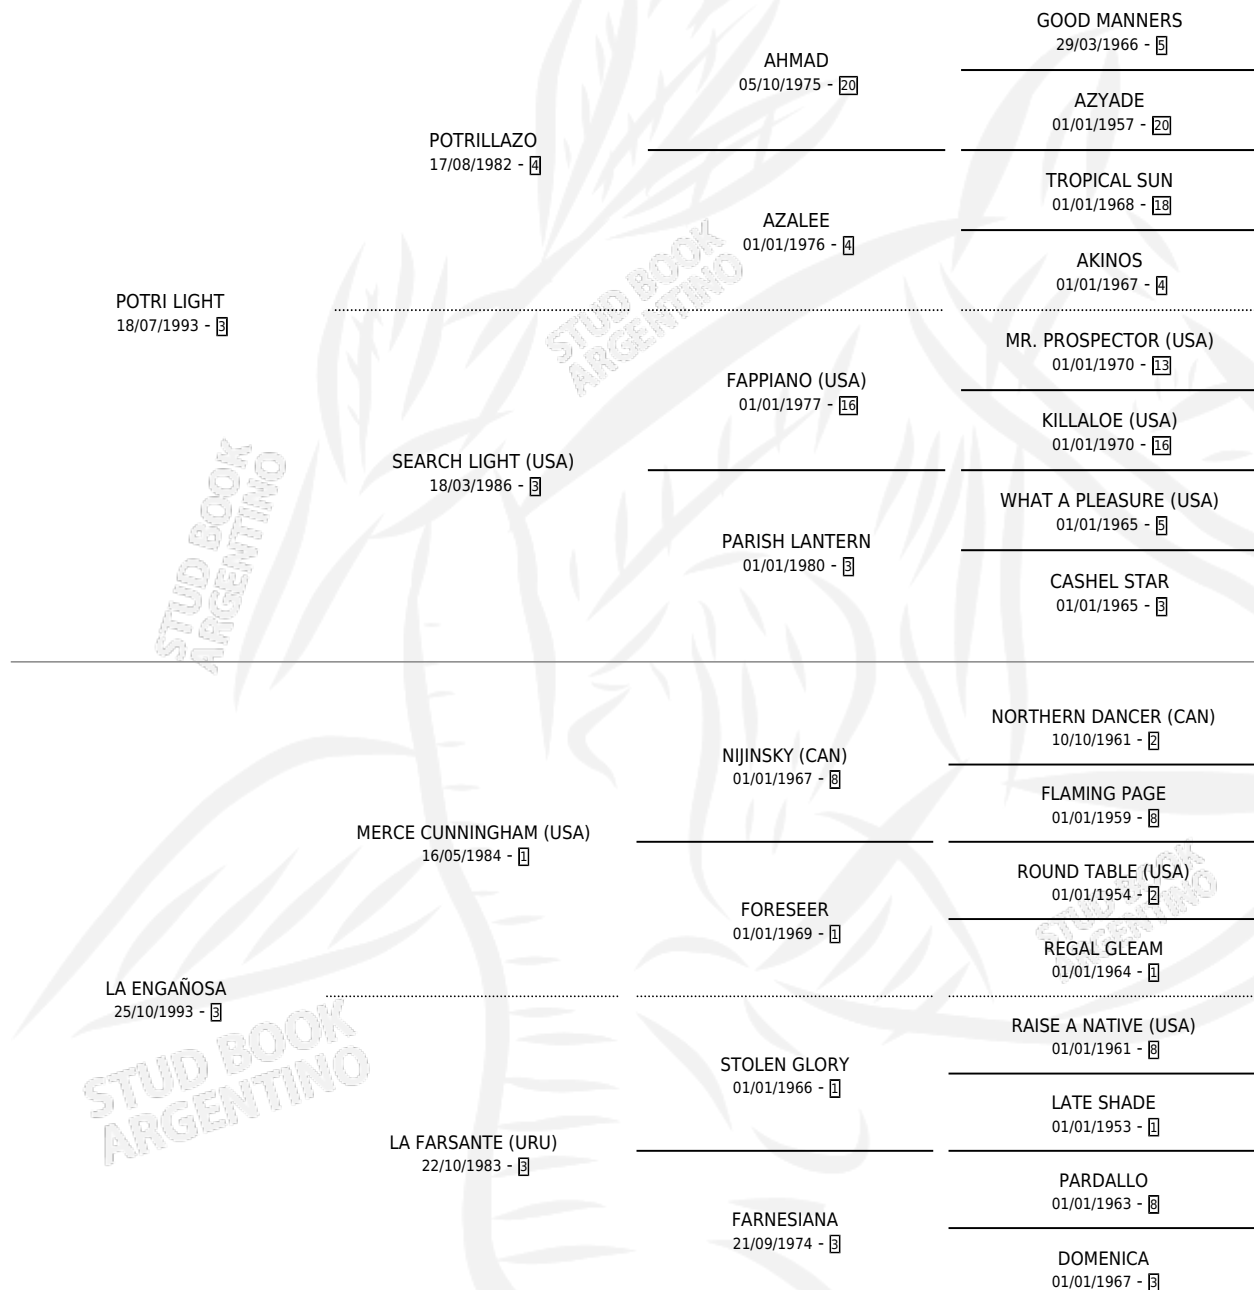 GOOD MANNERS
29/03/1966 - 5
AHMAD
05/10/1975 - 20
AZYADE
01/01/1957 - 20
POTRILLAZO
17/08/1982 - 4
TROPICAL SUN
01/01/1968 - 18
AZALEE
01/01/1976 - 4
AKINOS
01/01/1967 - 4
POTRI LIGHT
18/07/1993 - 3
STUD BOOK
ARGENTINO
MR. PROSPECTOR (USA)
01/01/1970 - 13
FAPPIANO (USA)
01/01/1977 - 16
KILLALOE (USA)
01/01/1970 - 16
SEARCH LIGHT (USA)
18/03/1986 - 3
WHAT A PLEASURE (USA)
01/01/1965 - 5
PARISH LANTERN
01/01/1980 - 3
CASHEL STAR
01/01/1965 - 3
STUD BOOK
ARGENTINO
NORTHERN DANCER (CAN)
10/10/1961 - 2
NIJINSKY (CAN)
01/01/1967 - 8
FLAMING PAGE
01/01/1959 - 8
MERCE CUNNINGHAM (USA)
16/05/1984 - 1
ROUND TABLE (USA)
01/01/1954 - 2
STUD BOOK
ARGENTINO
FORESEER
01/01/1969 - 1
REGAL GLEAM
01/01/1964 - 1
LA ENGAÑOSA
25/10/1993 - 3
STUD BOOK
ARGENTINO
RAISE A NATIVE (USA)
01/01/1961 - 8
STOLEN GLORY
01/01/1966 - 1
LATE SHADE
01/01/1953 - 1
LA FARSANTE (URU)
22/10/1983 - 3
PARDALLO
01/01/1963 - 8
FARNESIANA
21/09/1974 - 3
DOMENICA
01/01/1967 - 3